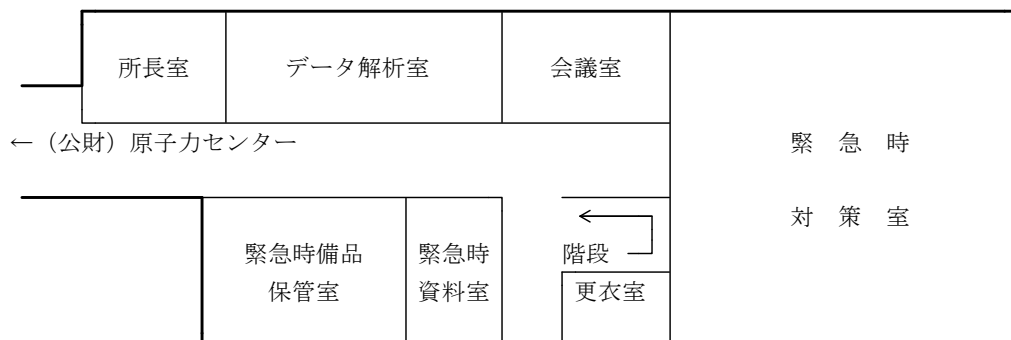 所長室
データ解析室
会議室
←（公財）原子力センター
緊急時
対策室
緊急時備品
保管室
緊急時
資料室
階段
更衣室